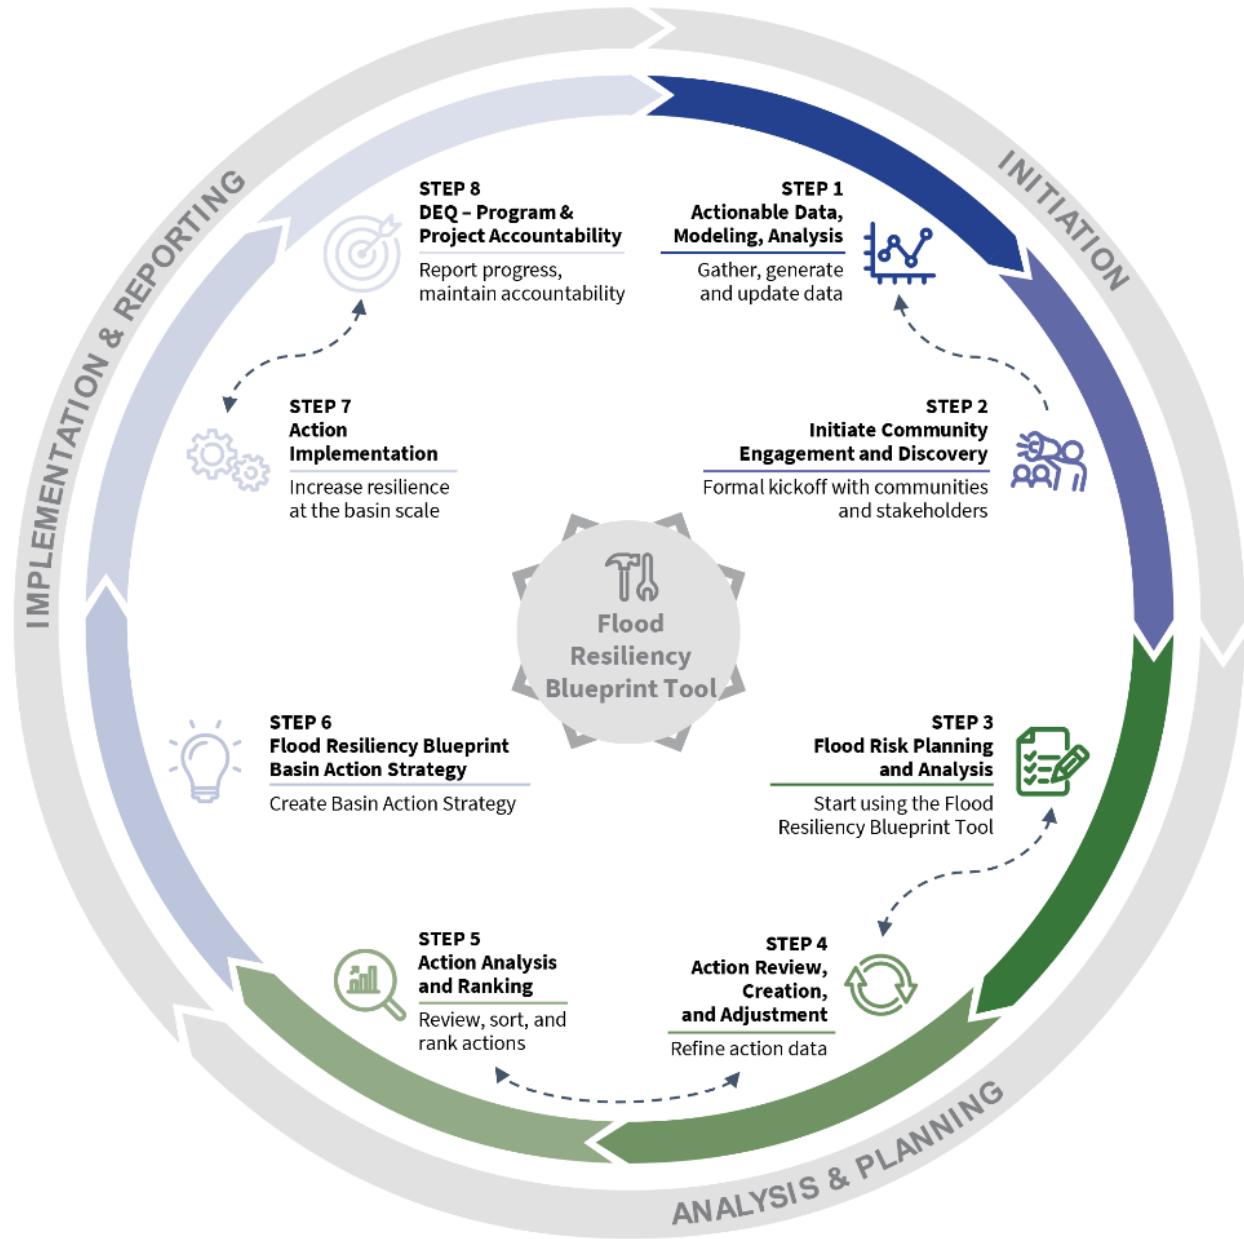 INITIATION
ANALYSIS & PLANNING
IMPLEMENTATION & REPORTING
STEP 1
Actionable Data,
Modeling, Analysis
Gather, generate
and update data
STEP 2
Initiate Community
Engagement and Discovery
Formal kickoff with communities
and stakeholders
STEP 3
Flood Risk Planning
and Analysis
Start using the Flood
Resiliency Blueprint Tool
STEP 4
Action Review,
Creation,
and Adjustment
Refine action data
STEP 5
Action Analysis
and Ranking
Review, sort, and
rank actions
STEP 6
Flood Resiliency Blueprint
Basin Action Strategy
Create Basin Action Strategy
STEP 7
Action
Implementation
Increase resilience
at the basin scale
STEP 8
DEQ – Program &
Project Accountability
Report progress,
maintain accountability
Flood
Resiliency
Blueprint Tool